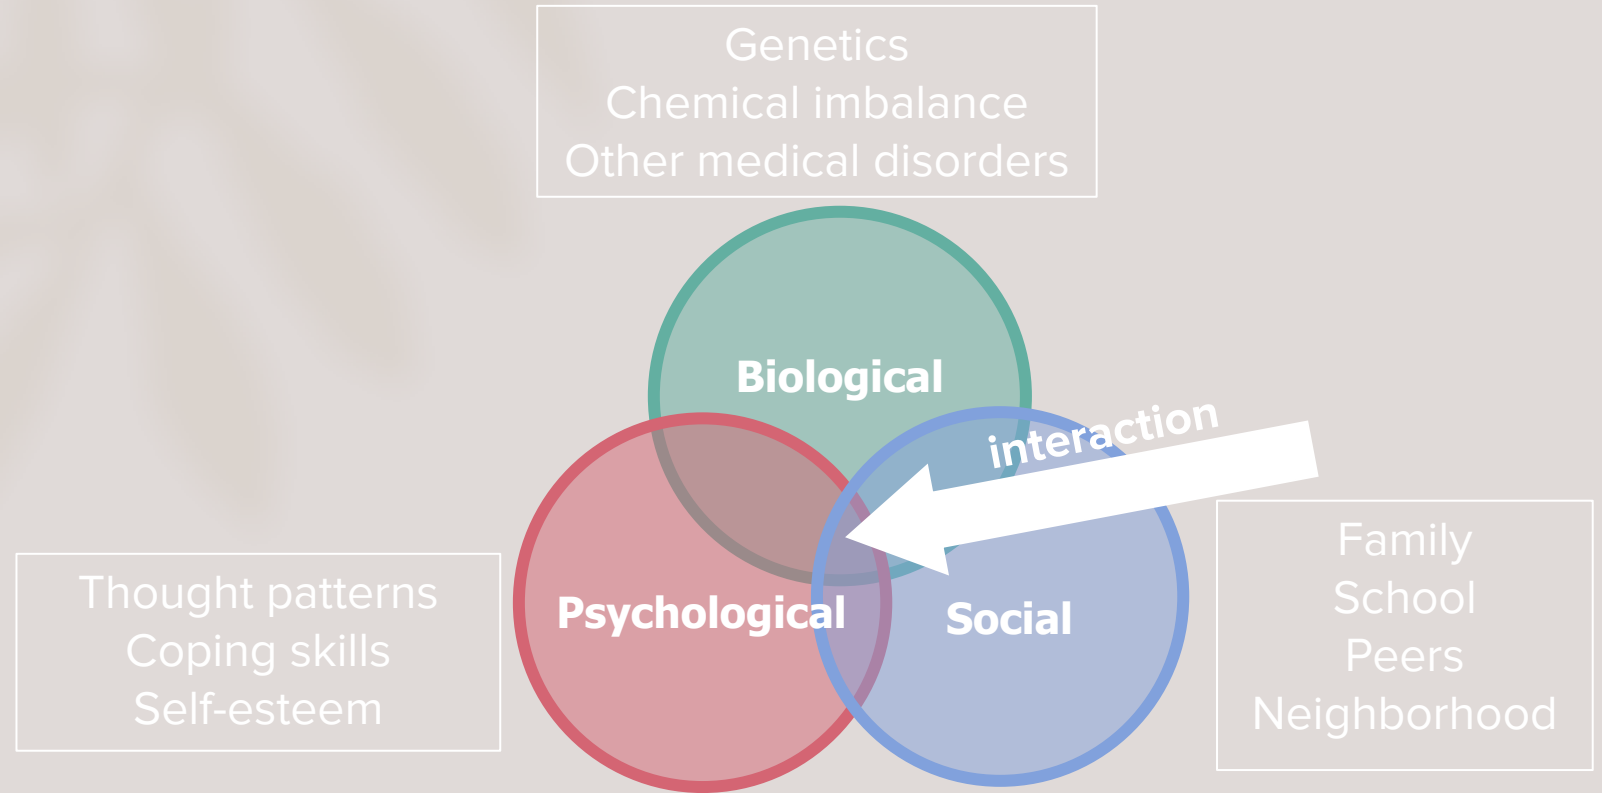 Genetics
Chemical imbalance
Other medical disorders
Biological
interaction
Psychological
Social
Thought patterns
Coping skills
Self-esteem
Family
School
Peers
Neighborhood